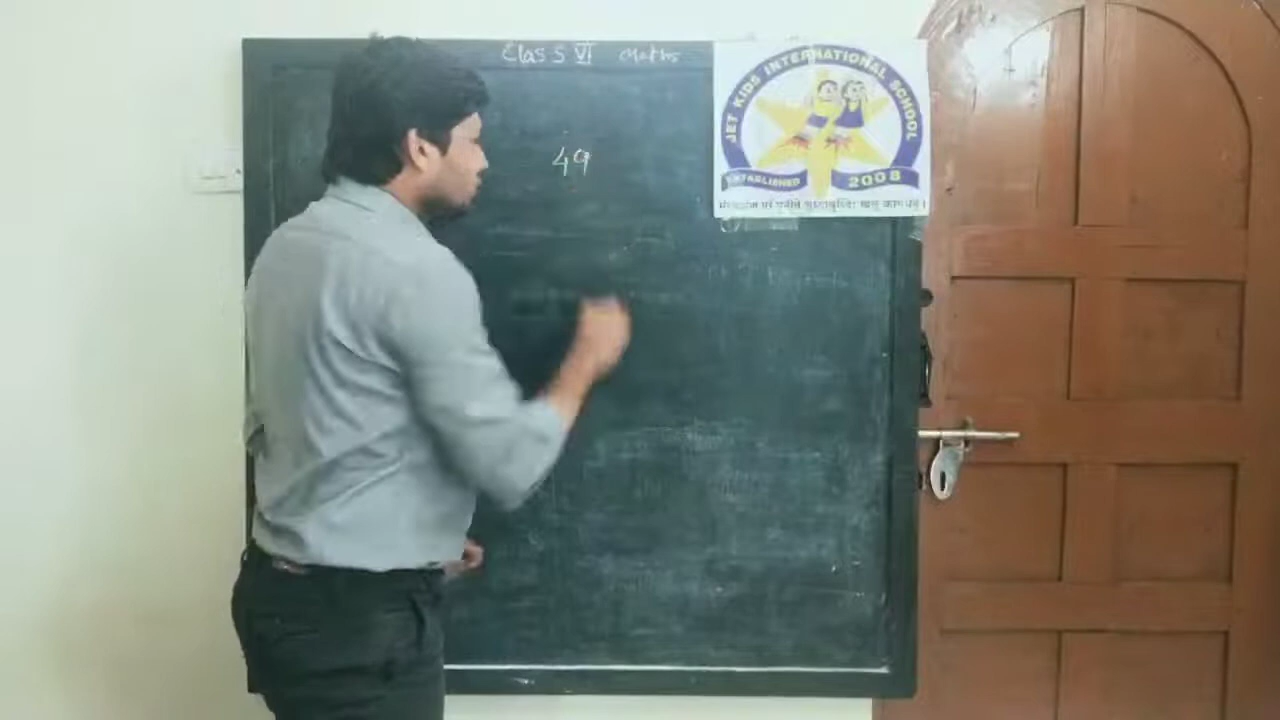 Class VI Maths
49
JET KIDS INTERNATIONAL SCHOOL
ESTABLISHED 2008